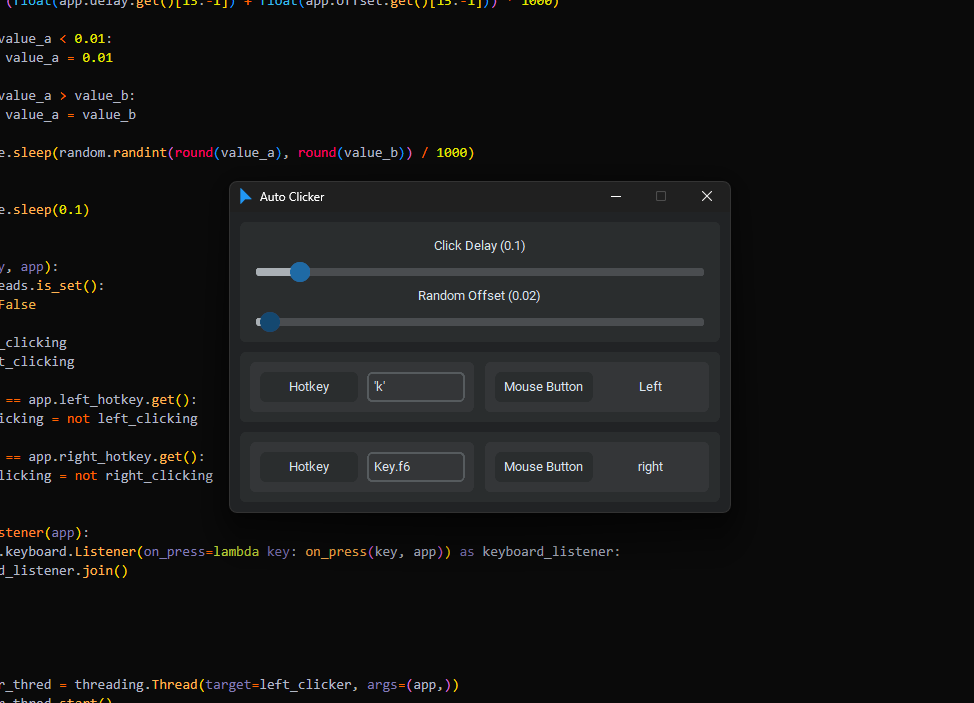 (float(app.delay.get()[13:-1]) + float(app.offset.get()[15:-1])) * 1000)
value_a < 0.01:
value_a = 0.01
value_a > value_b:
value_a = value_b
e.sleep(random.randint(round(value_a), round(value_b)) / 1000)
e.sleep(0.1)
Auto Clicker
Click Delay (0.1)
Random Offset (0.02)
Hotkey 'k' Mouse Button Left
Hotkey Key.f6 Mouse Button right
y, app):
eads.is_set():
False
_clicking
t_clicking
== app.left_hotkey.get():
icking = not left_clicking
== app.right_hotkey.get():
licking = not right_clicking
stener(app):
.keyboard.Listener(on_press=lambda key: on_press(key, app)) as keyboard_listener:
d_listener.join()
r_thred = threading.Thread(target=left_clicker, args=(app,))
r_thred.start()